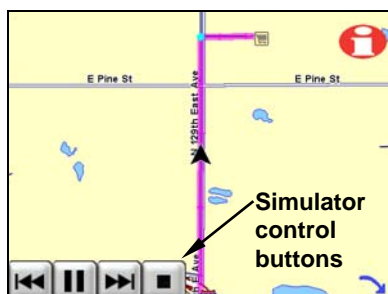 E Pine St
E Pine St
N 129th East Ave
E Ave
Simulator
control
buttons